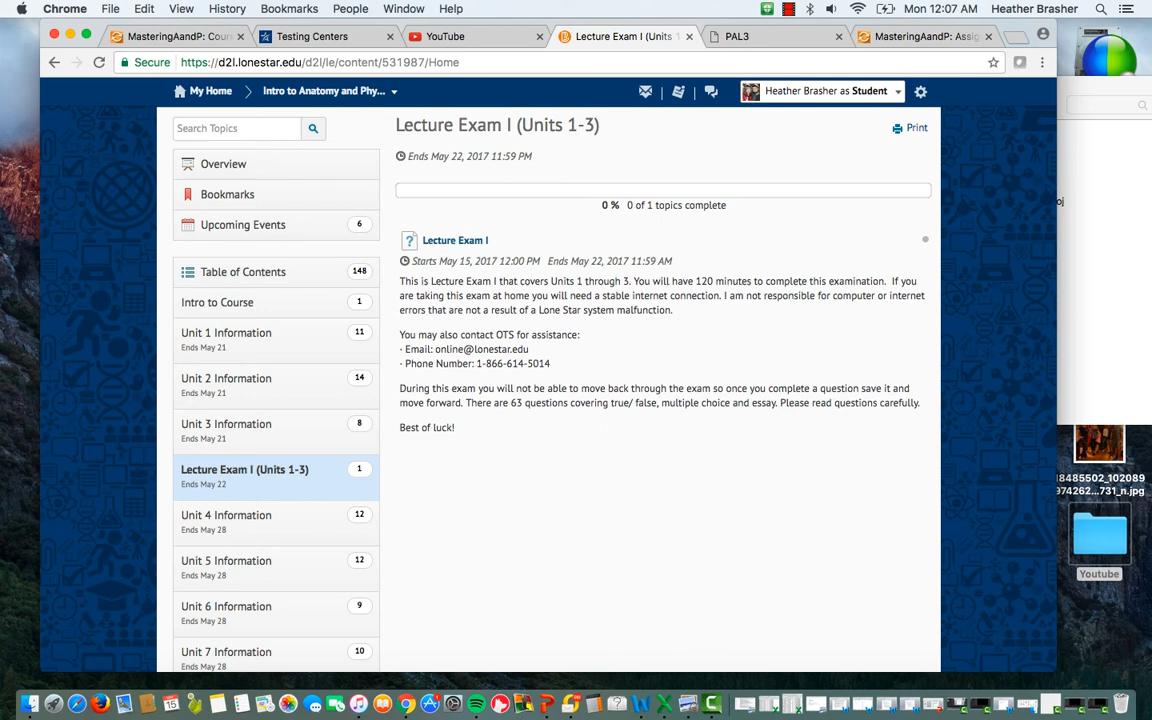 Chrome File Edit View History Bookmarks People Window Help Mon 12:07 AM Heather Brasher
MasteringAandP: Cour Testing Centers YouTube Lecture Exam I (Units 1- PAL3 MasteringAandP: Assig
Secure https://d2l.lonestar.edu/d2l/le/content/531987/Home
My Home Intro to Anatomy and Phy... Heather Brasher as Student
Search Topics
Overview
Bookmarks
Upcoming Events 6
Table of Contents 148
Intro to Course 1
Unit 1 Information 11
Ends May 21
Unit 2 Information 14
Ends May 21
Unit 3 Information 8
Ends May 21
Lecture Exam I (Units 1-3) 1
Ends May 22
Unit 4 Information 12
Ends May 28
Unit 5 Information 12
Ends May 28
Unit 6 Information 9
Ends May 28
Unit 7 Information 10
Ends May 28
Lecture Exam I (Units 1-3)
Print
Ends May 22, 2017 11:59 PM
0 % 0 of 1 topics complete
? Lecture Exam I
Starts May 15, 2017 12:00 PM Ends May 22, 2017 11:59 AM
This is Lecture Exam I that covers Units 1 through 3. You will have 120 minutes to complete this examination. If you
are taking this exam at home you will need a stable internet connection. I am not responsible for computer or internet
errors that are not a result of a Lone Star system malfunction.
You may also contact OTS for assistance:
· Email: online@lonestar.edu
· Phone Number: 1-866-614-5014
During this exam you will not be able to move back through the exam so once you complete a question save it and
move forward. There are 63 questions covering true/ false, multiple choice and essay. Please read questions carefully.
Best of luck!
oj
18485502_102089
974262...731_n.jpg
Youtube
15